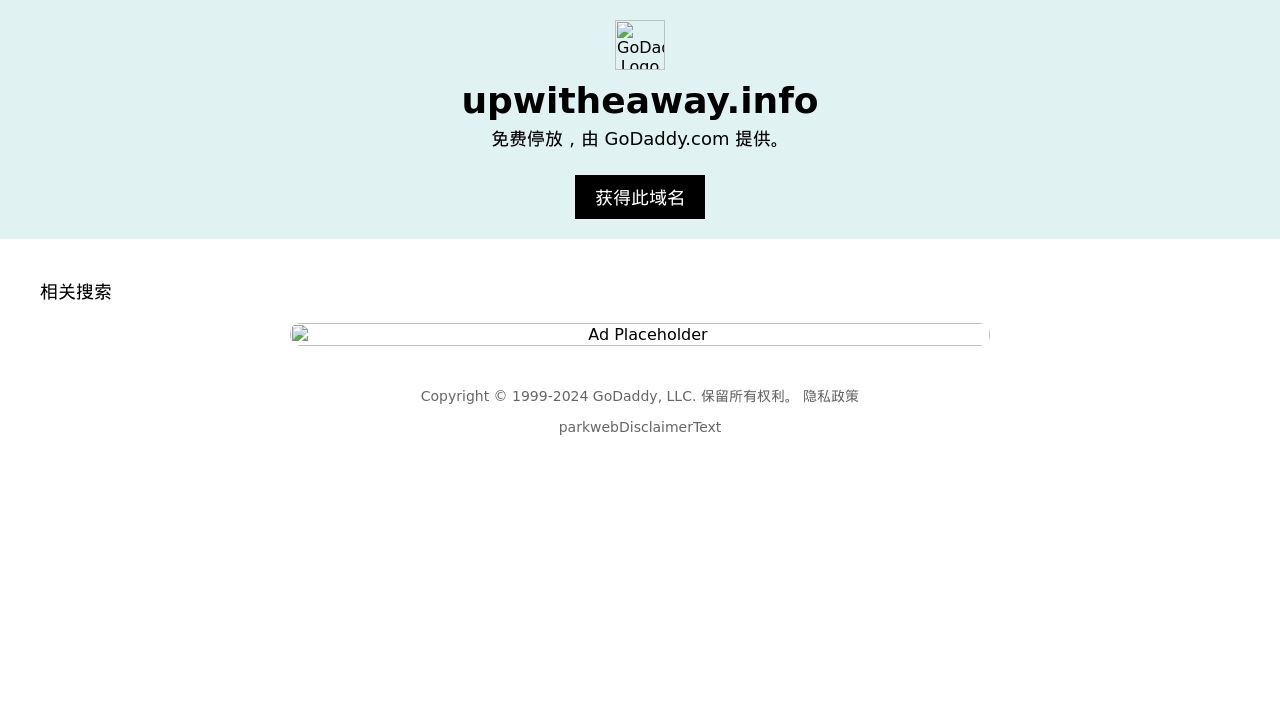 GoDad
Logo
upwitheaway.info
免费停放，由 GoDaddy.com 提供。
获得此域名
相关搜索
Ad Placeholder
Copyright © 1999-2024 GoDaddy, LLC. 保留所有权利。 隐私政策
parkwebDisclaimerText